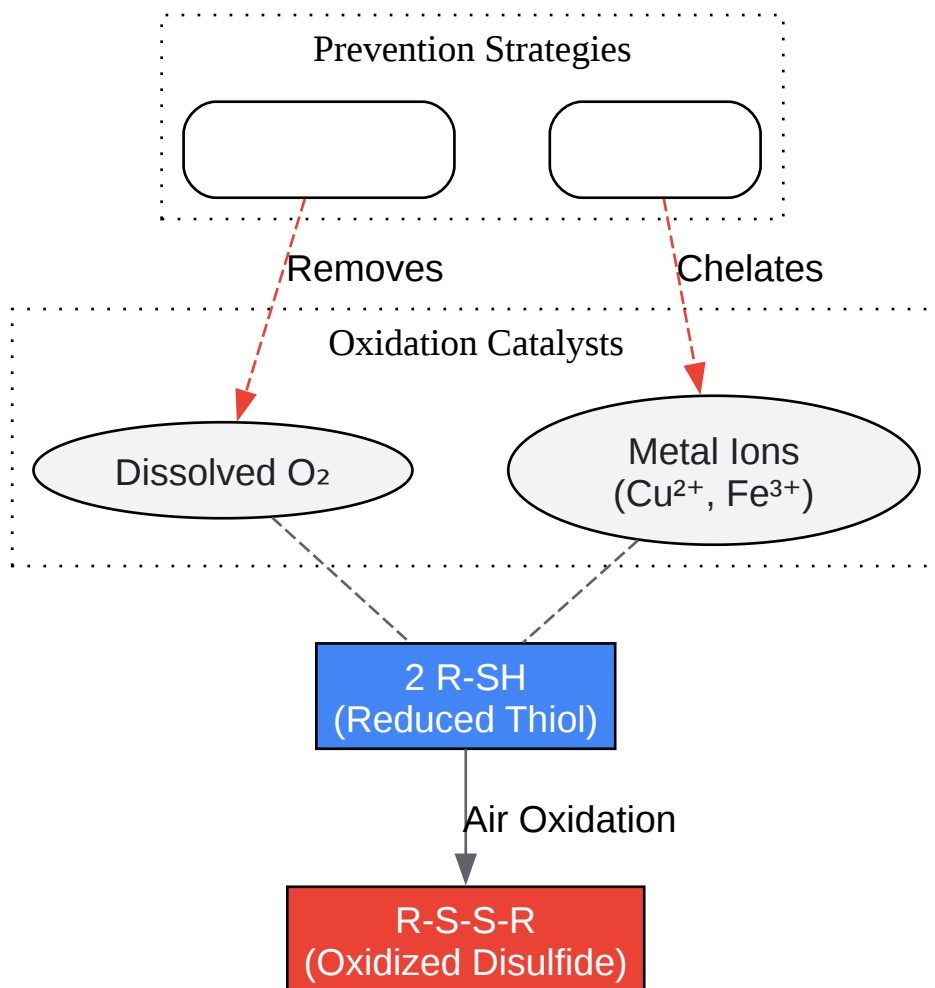 Prevention Strategies
Removes
Chelates
Oxidation Catalysts
Dissolved O₂
Metal Ions
(Cu²⁺, Fe³⁺)
2 R-SH
(Reduced Thiol)
Air Oxidation
R-S-S-R
(Oxidized Disulfide)